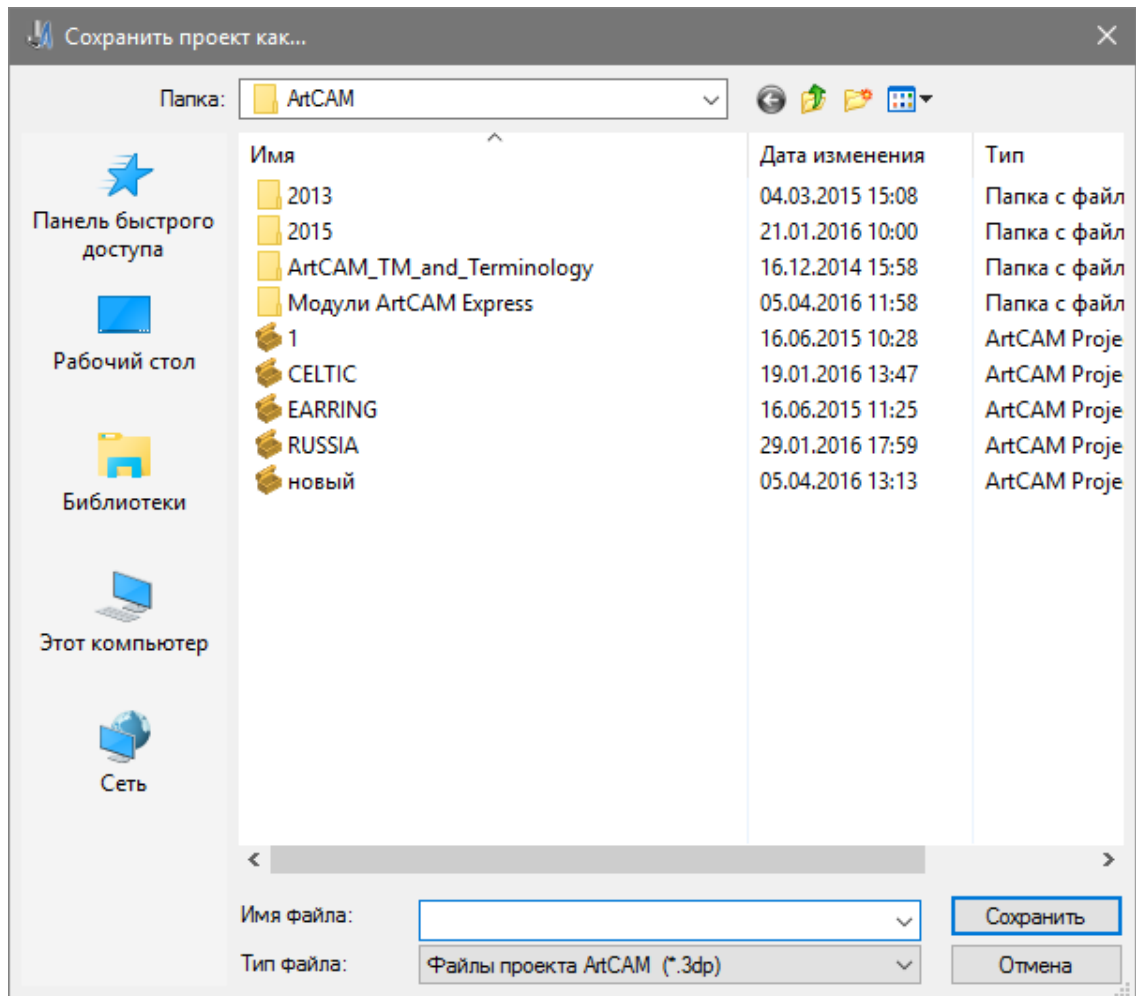 Сохранить проект как...
Папка: ArtCAM
Имя Дата изменения Тип
2013 04.03.2015 15:08 Папка с файл
2015 21.01.2016 10:00 Папка с файл
ArtCAM_TM_and_Terminology 16.12.2014 15:58 Папка с файл
Модули ArtCAM Express 05.04.2016 11:58 Папка с файл
1 16.06.2015 10:28 ArtCAM Proje
CELTIC 19.01.2016 13:47 ArtCAM Proje
EARRING 16.06.2015 11:25 ArtCAM Proje
RUSSIA 29.01.2016 17:59 ArtCAM Proje
новый 05.04.2016 13:13 ArtCAM Proje
Панель быстрого
доступа
Рабочий стол
Библиотеки
Этот компьютер
Сеть
Имя файла:
Сохранить
Тип файла: Файлы проекта ArtCAM (*.3dp)
Отмена